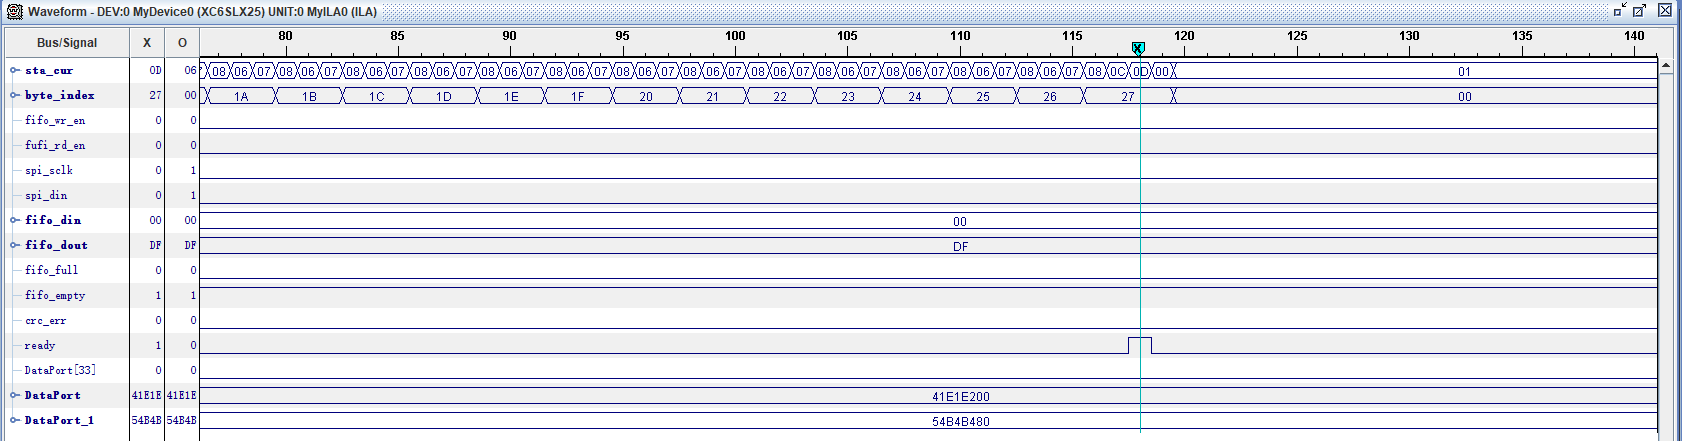 Waveform - DEV:0 MyDevice0 (XC6SLX25) UNIT:0 MyILA0 (ILA)
Bus/Signal X O 80 85 90 95 100 105 110 115 120 125 130 135 140
X
sta_cur 0D 06 08 06 07 08 06 07 08 06 07 08 06 07 08 06 07 08 06 07 08 06 07 08 06 07 08 06 07 08 06 07 08 06 07 08 06 07 08 06 07 08 0C 0D 00 01
byte_index 27 00 1A 1B 1C 1D 1E 1F 20 21 22 23 24 25 26 27 00
fifo_wr_en 0 0
fufi_rd_en 0 0
spi_sclk 0 1
spi_din 0 1
fifo_din 00 00 00
fifo_dout DF DF DF
fifo_full 0 0
fifo_empty 1 1
crc_err 0 0
ready 1 0
DataPort[33] 0 0
DataPort 41E1E 41E1E 41E1E200
DataPort_1 54B4B 54B4B 54B4B480